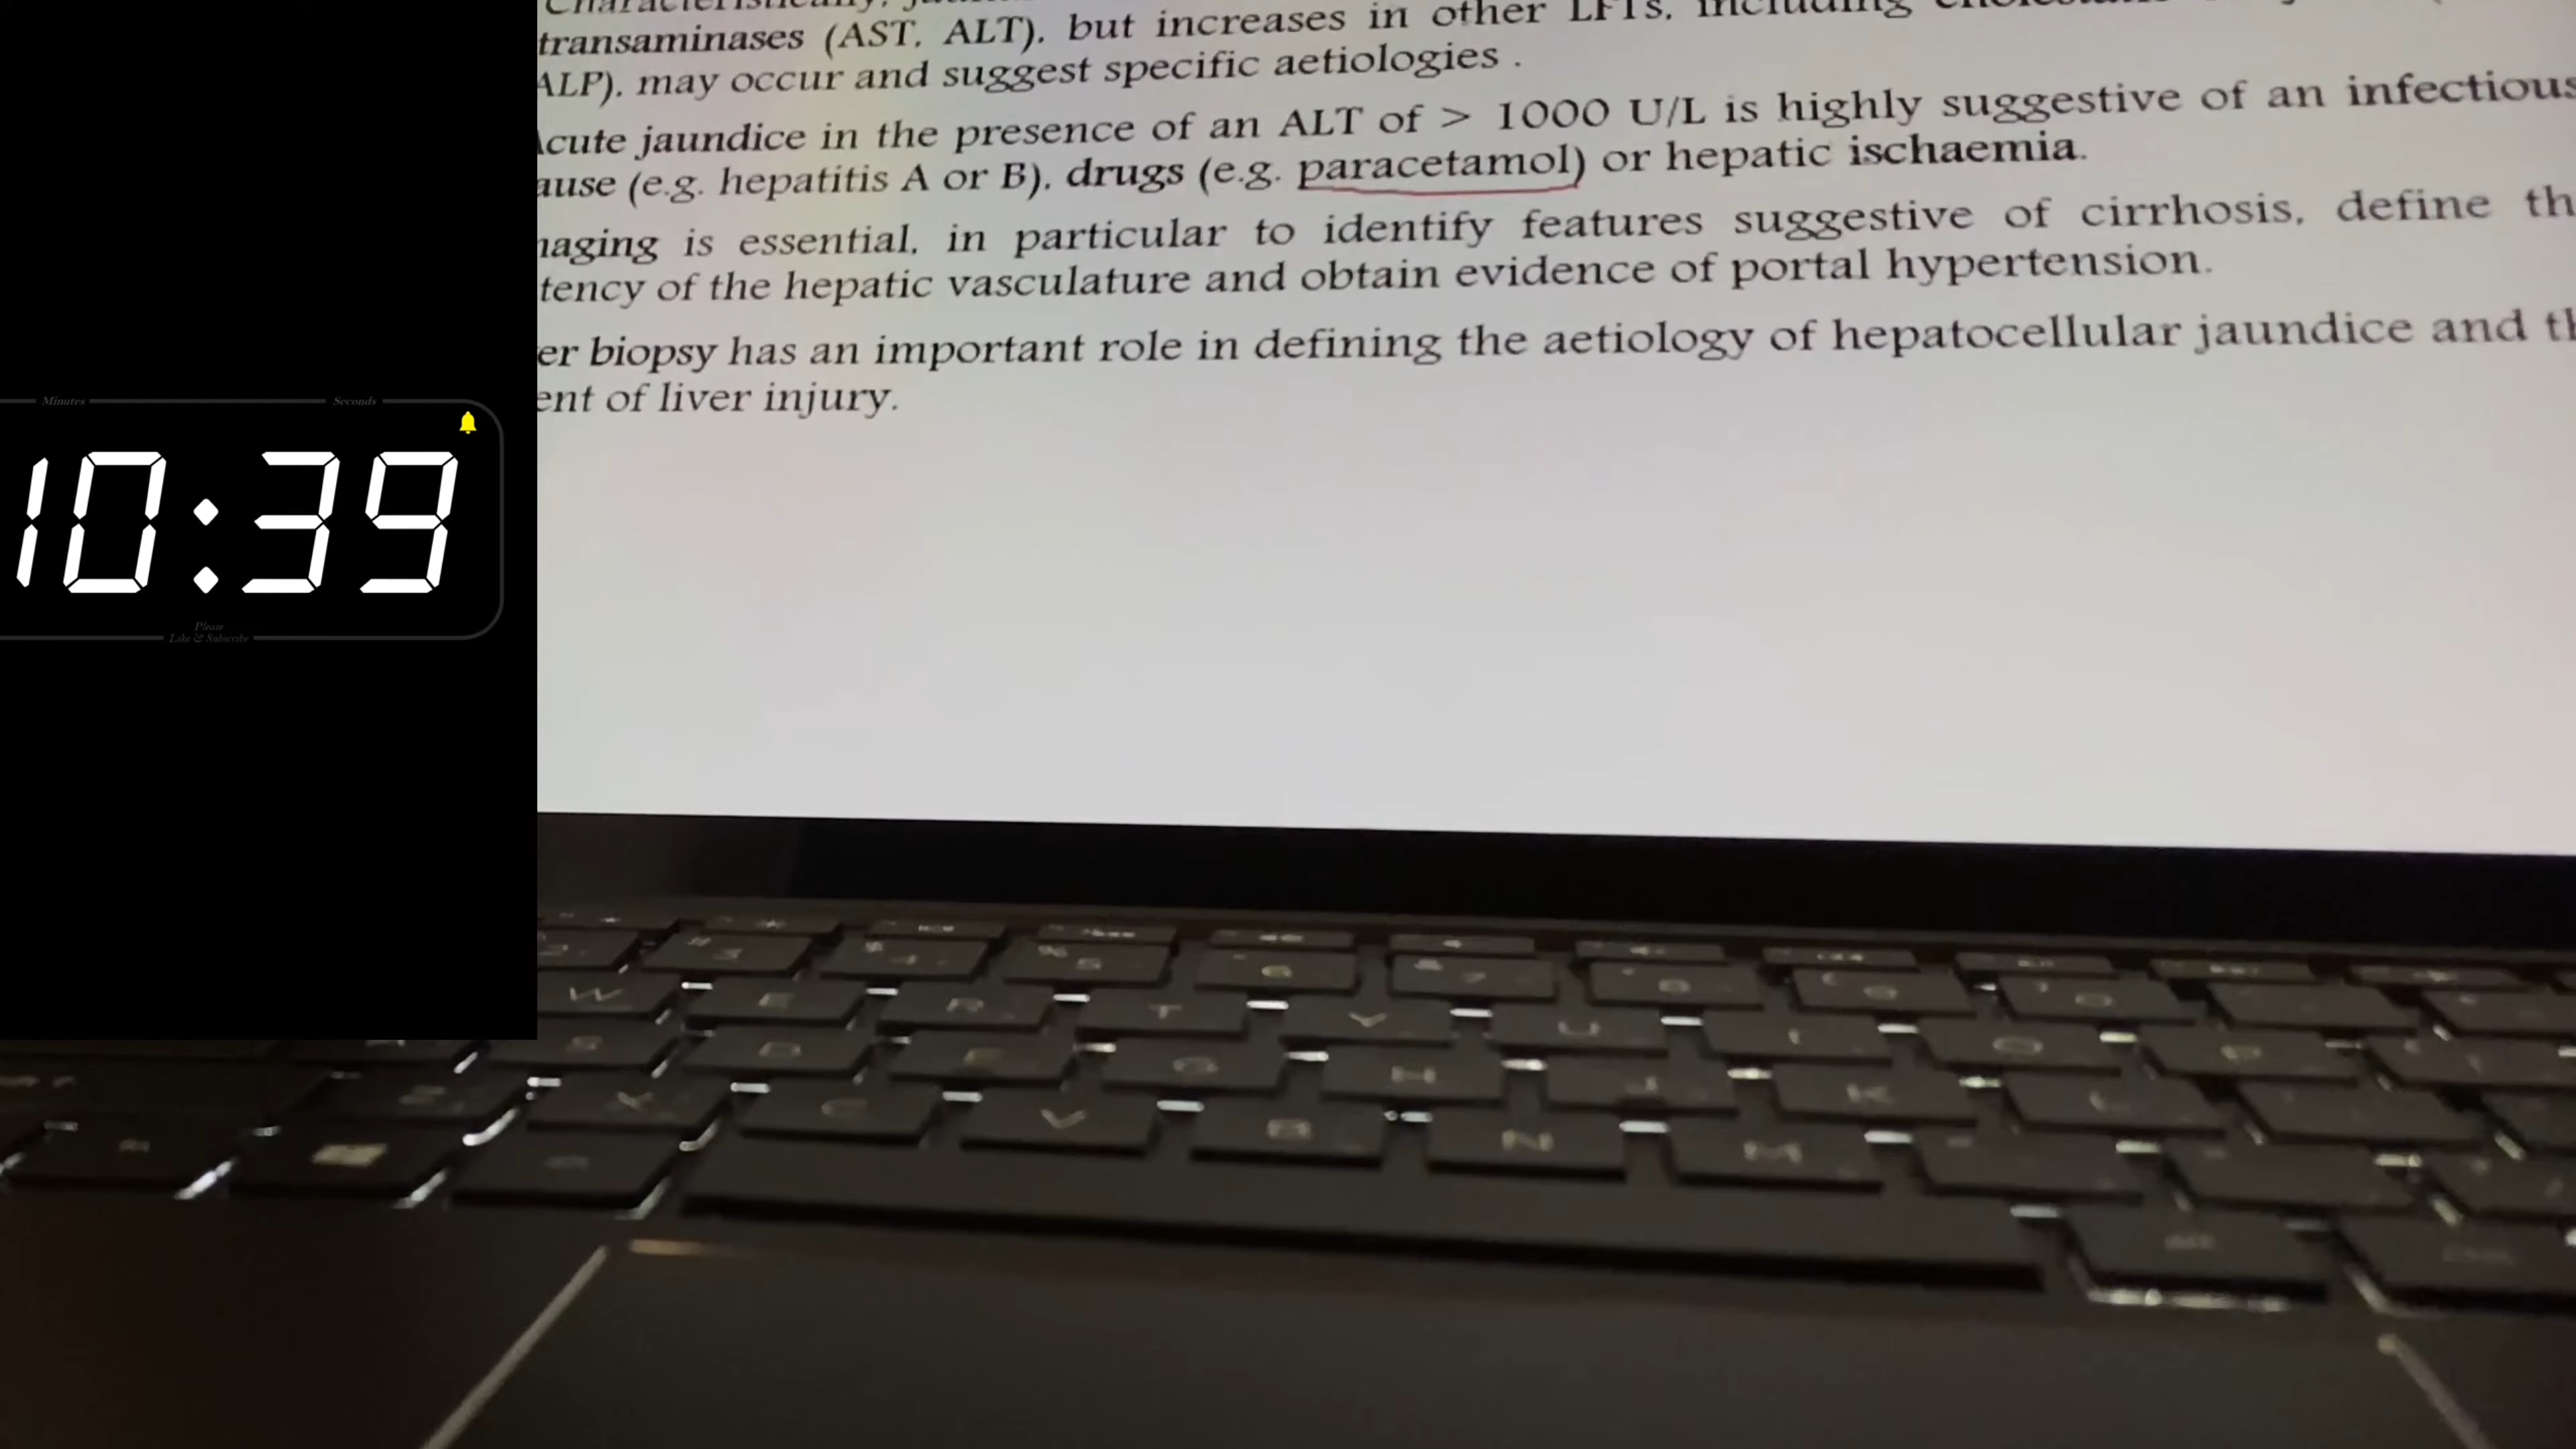 Minutes Seconds
10:39
Please
Like & Subscribe
transaminases (AST, ALT), but increases in other LFTs, including
ALP), may occur and suggest specific aetiologies .
cute jaundice in the presence of an ALT of > 1000 U/L is highly suggestive of an infectious
ause (e.g. hepatitis A or B), drugs (e.g. paracetamol) or hepatic ischaemia.
naging is essential, in particular to identify features suggestive of cirrhosis, define th
tency of the hepatic vasculature and obtain evidence of portal hypertension.
er biopsy has an important role in defining the aetiology of hepatocellular jaundice and th
ent of liver injury.
W E R T Y U I O P
S D F G H J K L
Z X C V B N M